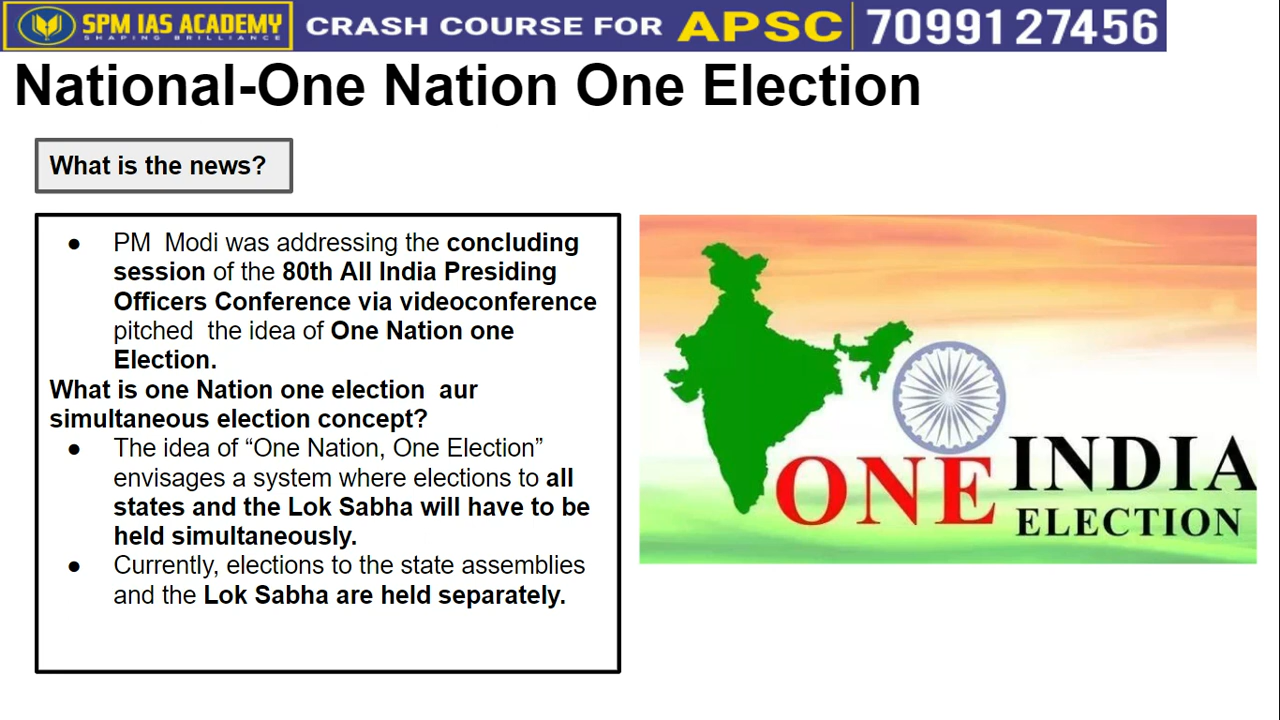 SPM IAS ACADEMY
SHAPING BRILLIANCE
CRASH COURSE FOR APSC 7099127456
National-One Nation One Election
What is the news?
● PM Modi was addressing the concluding
session of the 80th All India Presiding
Officers Conference via videoconference
pitched the idea of One Nation one
Election.
What is one Nation one election aur
simultaneous election concept?
● The idea of “One Nation, One Election”
envisages a system where elections to all
states and the Lok Sabha will have to be
held simultaneously.
● Currently, elections to the state assemblies
and the Lok Sabha are held separately.
ONE INDIA
ELECTION